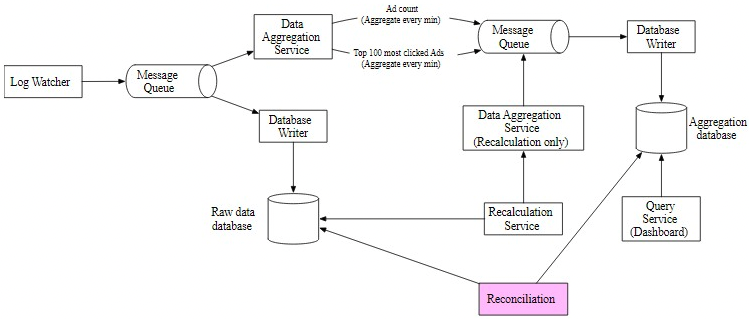 Log Watcher
Message
Queue
Data
Aggregation
Service
Ad count
(Aggregate every min)
Top 100 most clicked Ads
(Aggregate every min)
Message
Queue
Database
Writer
Database
Writer
Data Aggregation
Service
(Recalculation only)
Aggregation
database
Raw data
database
Recalculation
Service
Query
Service
(Dashboard)
Reconciliation